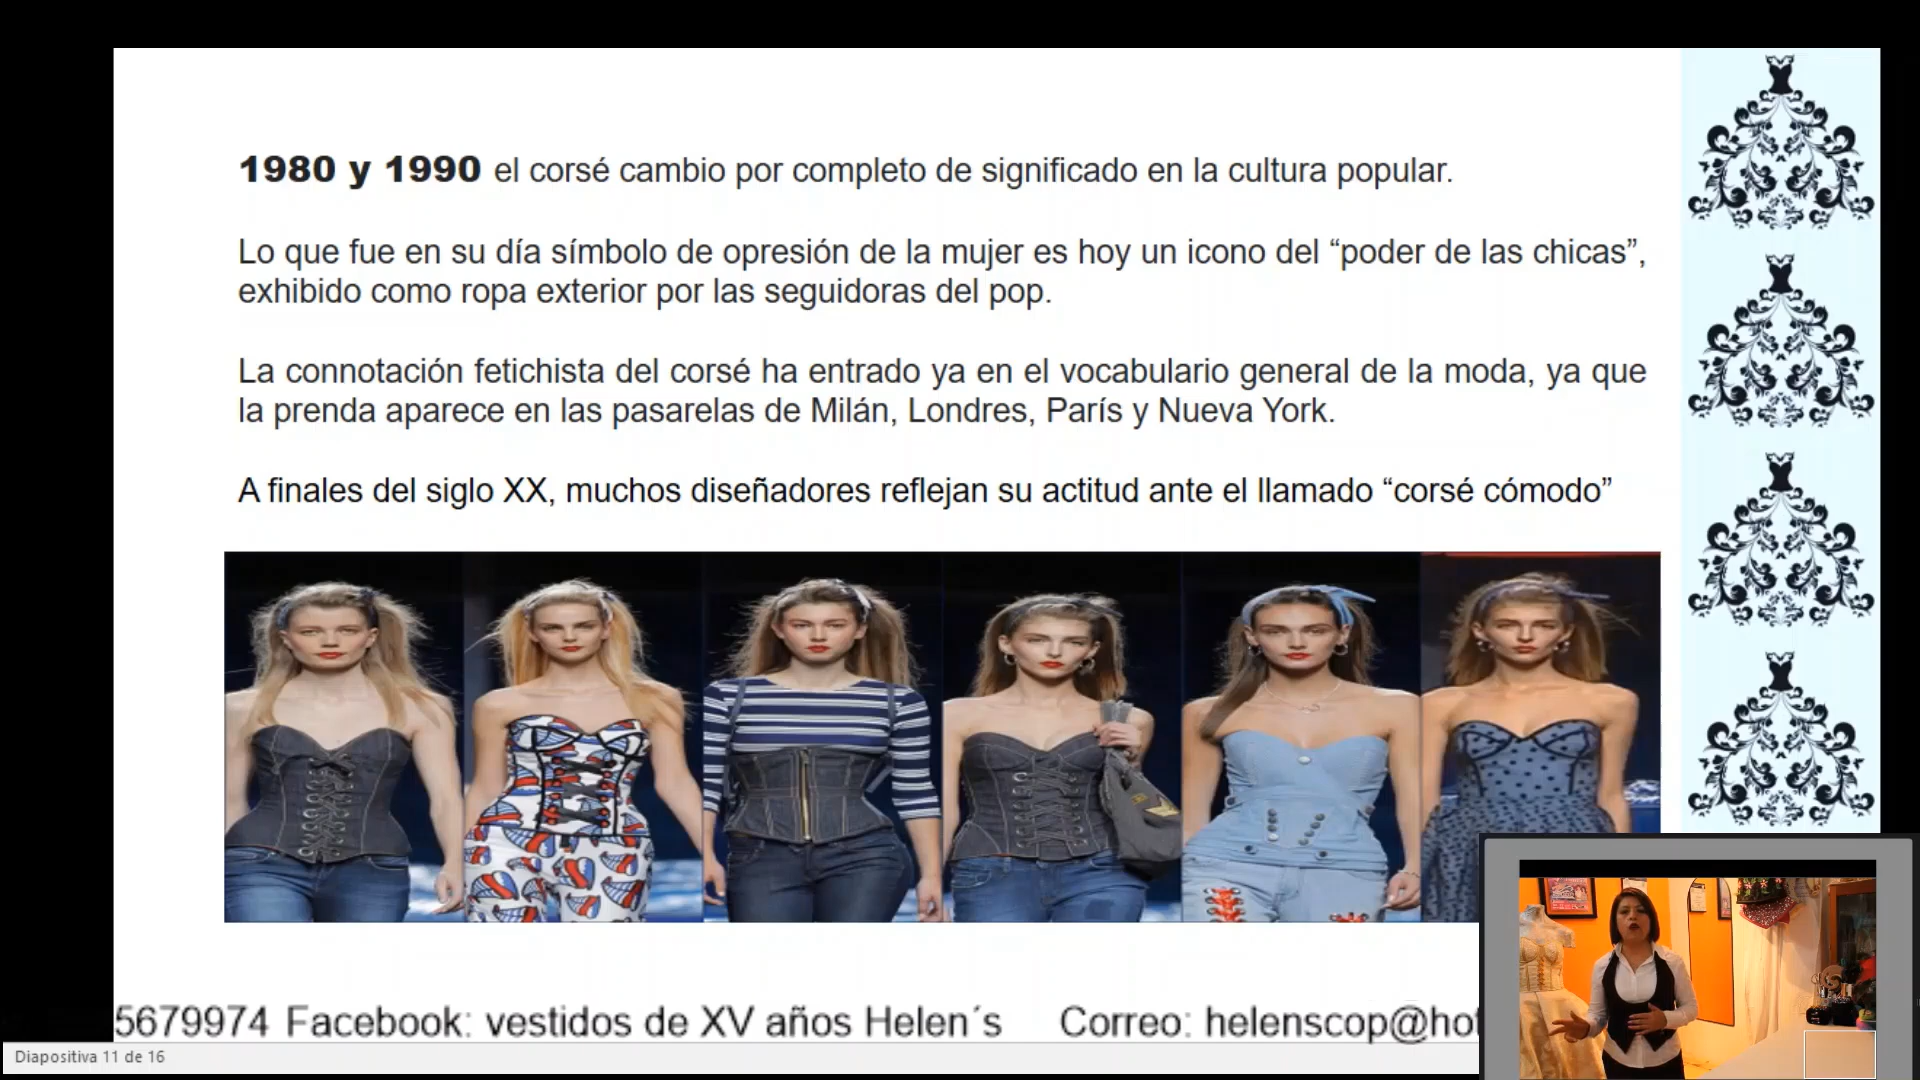 1980 y 1990 el corsé cambio por completo de significado en la cultura popular.
Lo que fue en su día símbolo de opresión de la mujer es hoy un icono del “poder de las chicas”,
exhibido como ropa exterior por las seguidoras del pop.
La connotación fetichista del corsé ha entrado ya en el vocabulario general de la moda, ya que
la prenda aparece en las pasarelas de Milán, Londres, París y Nueva York.
A finales del siglo XX, muchos diseñadores reflejan su actitud ante el llamado “corsé cómodo”
5679974 Facebook: vestidos de XV años Helen´s Correo: helenscop@hot
Diapositiva 11 de 16